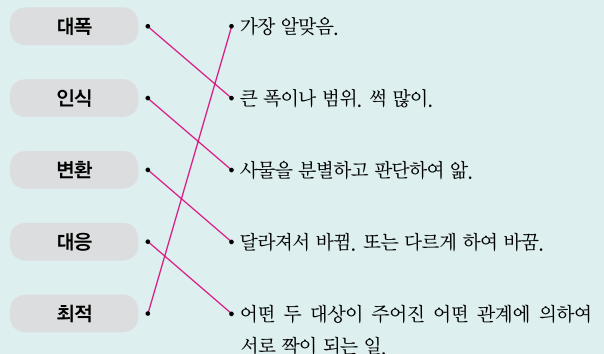 대폭
가장 알맞음.
인식
큰 폭이나 범위. 썩 많이.
변환
사물을 분별하고 판단하여 앎.
대응
달라져서 바뀜. 또는 다르게 하여 바꿈.
최적
어떤 두 대상이 주어진 어떤 관계에 의하여
서로 짝이 되는 일.